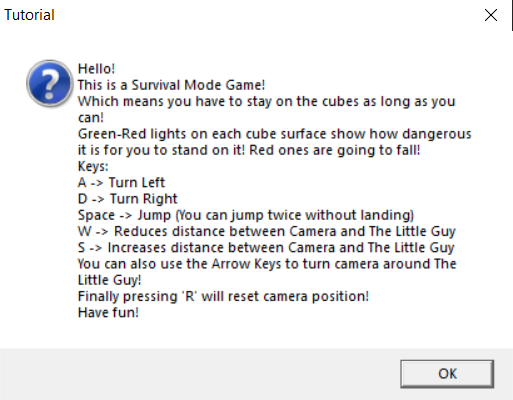 Tutorial
Hello!
This is a Survival Mode Game!
Which means you have to stay on the cubes as long as you
can!
Green-Red lights on each cube surface show how dangerous
it is for you to stand on it! Red ones are going to fall!
Keys:
A -> Turn Left
D -> Turn Right
Space -> Jump (You can jump twice without landing)
W -> Reduces distance between Camera and The Little Guy
S -> Increases distance between Camera and The Little Guy
You can also use the Arrow Keys to turn camera around The
Little Guy!
Finally pressing 'R' will reset camera position!
Have fun!
OK